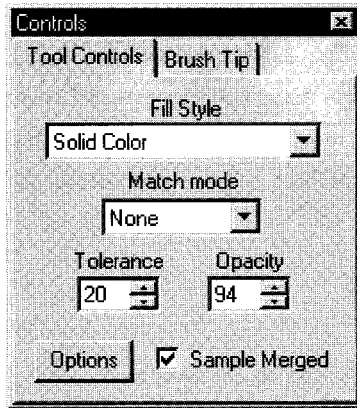 Controls
Tool Controls Brush Tip
Fill Style
Solid Color
Match mode
None
Tolerance Opacity
20 94
Options Sample Merged